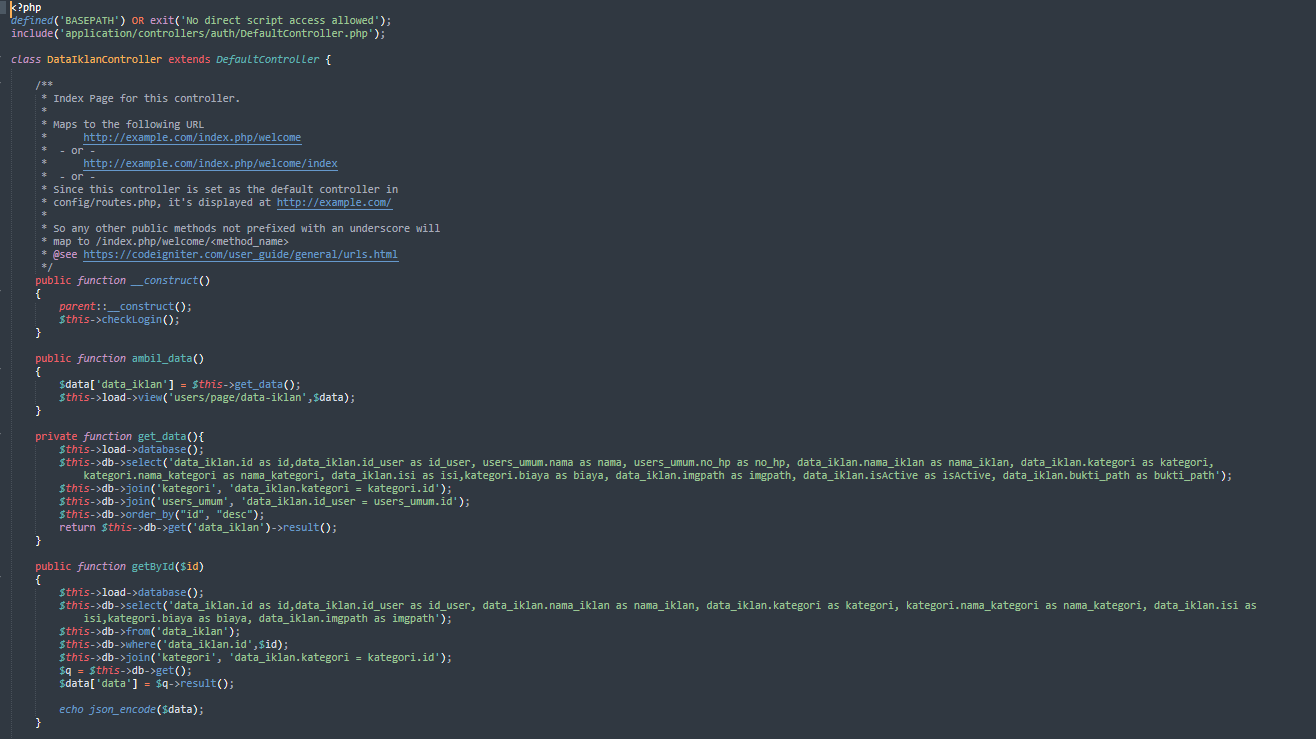 <?php
defined('BASEPATH') OR exit('No direct script access allowed');
include('application/controllers/auth/DefaultController.php');
class DataIklanController extends DefaultController {
/**
* Index Page for this controller.
*
* Maps to the following URL
* http://example.com/index.php/welcome
* - or -
* http://example.com/index.php/welcome/index
* - or -
* Since this controller is set as the default controller in
* config/routes.php, it's displayed at http://example.com/
*
* So any other public methods not prefixed with an underscore will
* map to /index.php/welcome/<method_name>
* @see https://codeigniter.com/user_guide/general/urls.html
*/
public function __construct()
{
parent::__construct();
$this->checkLogin();
}
public function ambil_data()
{
$data['data_iklan'] = $this->get_data();
$this->load->view('users/page/data-iklan',$data);
}
private function get_data(){
$this->load->database();
$this->db->select('data_iklan.id as id,data_iklan.id_user as id_user, users_umum.nama as nama, users_umum.no_hp as no_hp, data_iklan.nama_iklan as nama_iklan, data_iklan.kategori as kategori,
kategori.nama_kategori as nama_kategori, data_iklan.isi as isi,kategori.biaya as biaya, data_iklan.imgpath as imgpath, data_iklan.isActive as isActive, data_iklan.bukti_path as bukti_path');
$this->db->join('kategori', 'data_iklan.kategori = kategori.id');
$this->db->join('users_umum', 'data_iklan.id_user = users_umum.id');
$this->db->order_by("id", "desc");
return $this->db->get('data_iklan')->result();
}
public function getById($id)
{
$this->load->database();
$this->db->select('data_iklan.id as id,data_iklan.id_user as id_user, data_iklan.nama_iklan as nama_iklan, data_iklan.kategori as kategori, kategori.nama_kategori as nama_kategori, data_iklan.isi as
isi,kategori.biaya as biaya, data_iklan.imgpath as imgpath');
$this->db->from('data_iklan');
$this->db->where('data_iklan.id',$id);
$this->db->join('kategori', 'data_iklan.kategori = kategori.id');
$q = $this->db->get();
$data['data'] = $q->result();
echo json_encode($data);
}